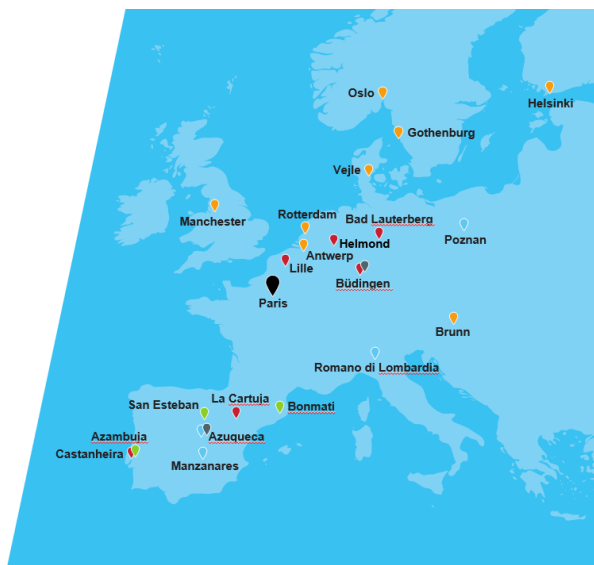 Oslo
Helsinki
Gothenburg
Vejle
Manchester
Rotterdam
Bad Lauterberg
Helmond
Poznan
Antwerp
Lille
Büdingen
Paris
Brunn
Romano di Lombardia
San Esteban
La Cartuja
Bonmati
Azambuja
Azuqueca
Castanheira
Manzanares